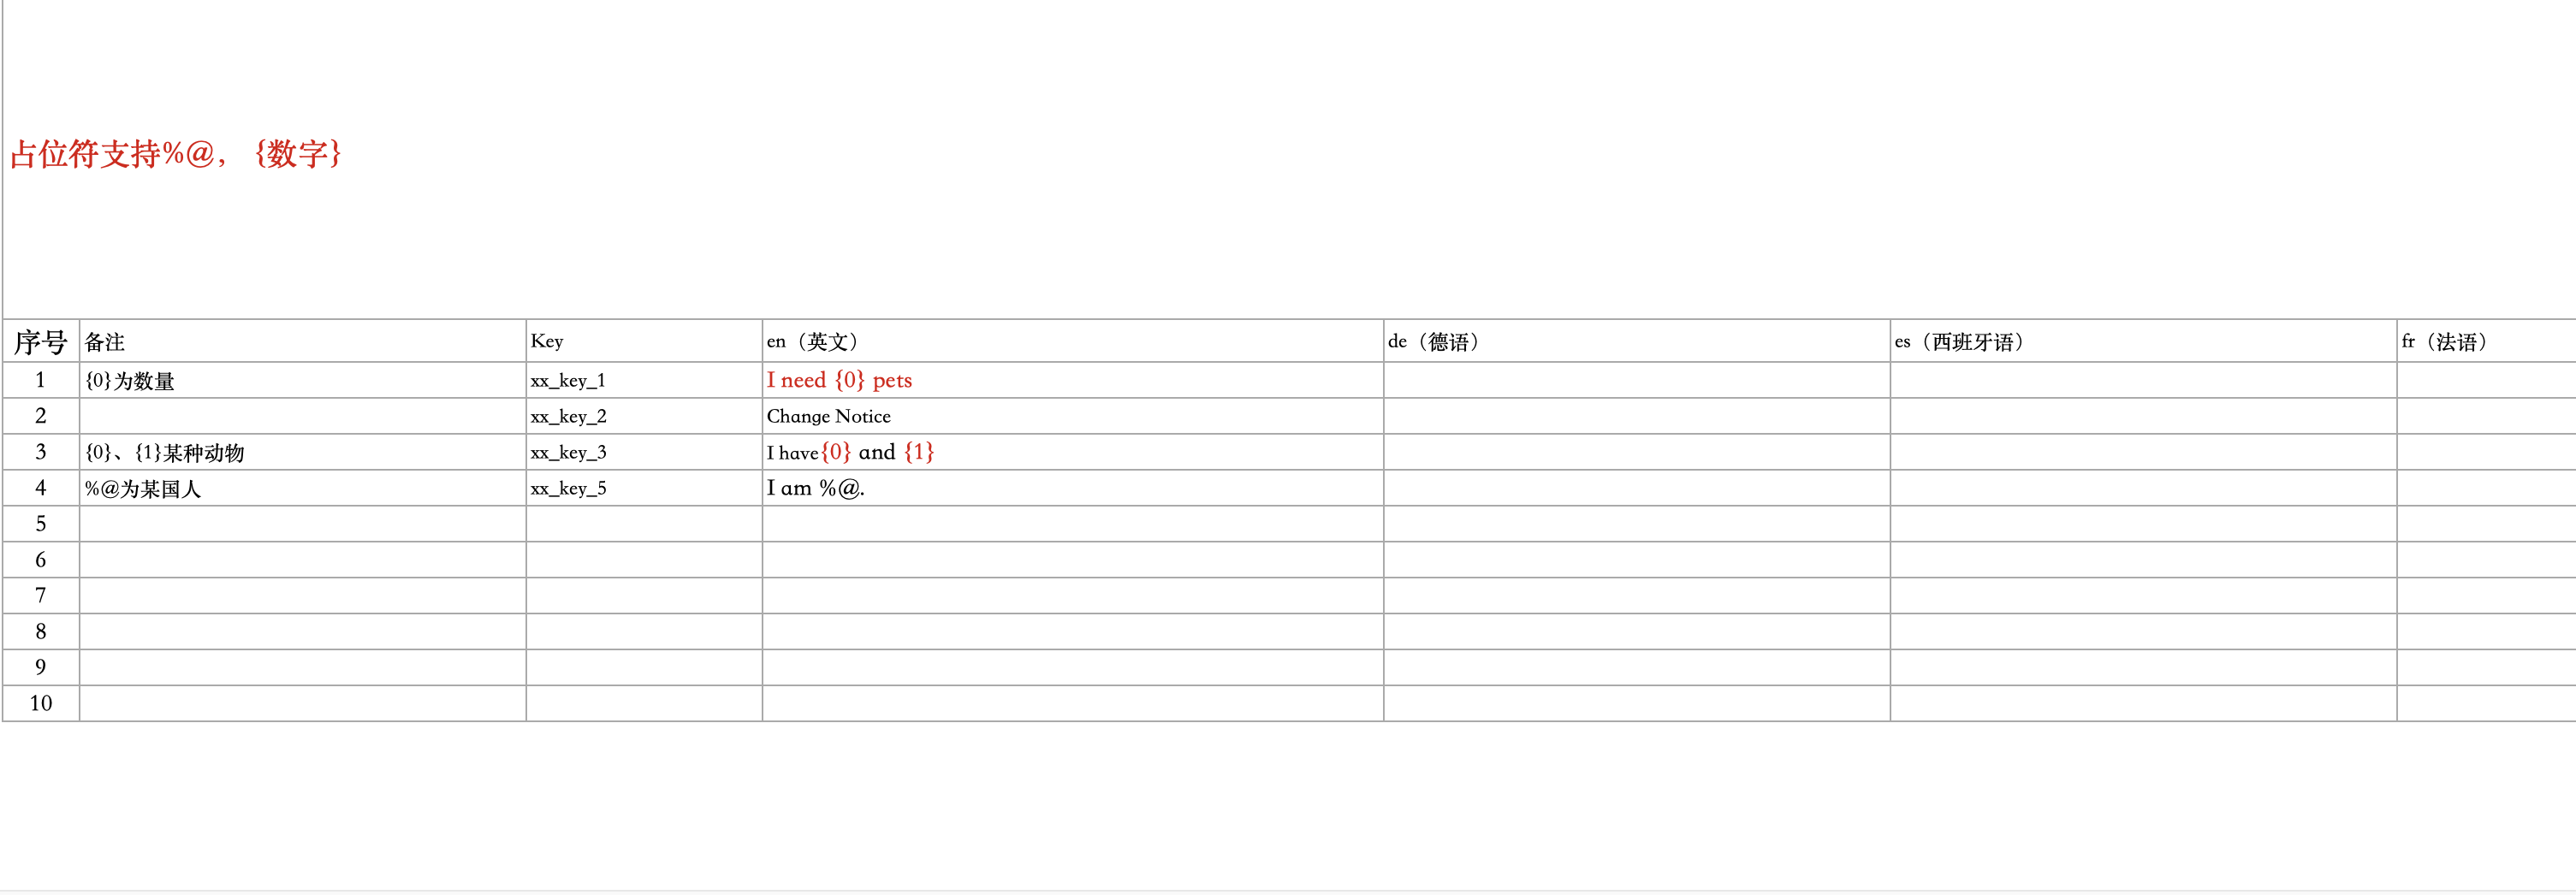 占位符支持%@， {数字}
序号 备注 Key en（英文） de（德语） es（西班牙语） fr（法语）
1 {0}为数量 xx_key_1 I need {0} pets
2 xx_key_2 Change Notice
3 {0}、{1}某种动物 xx_key_3 I have{0} and {1}
4 %@为某国人 xx_key_5 I am %@.
5
6
7
8
9
10